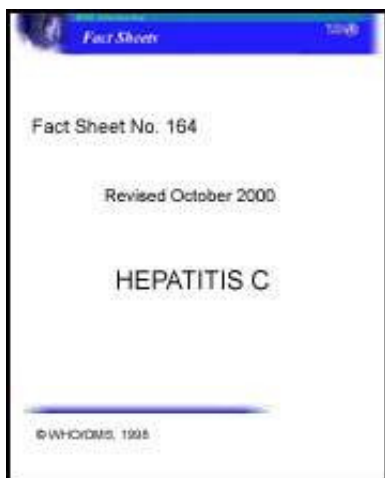 Fact Sheets
Fact Sheet No. 164
Revised October 2000
HEPATITIS C
© WHO/OMS, 1998